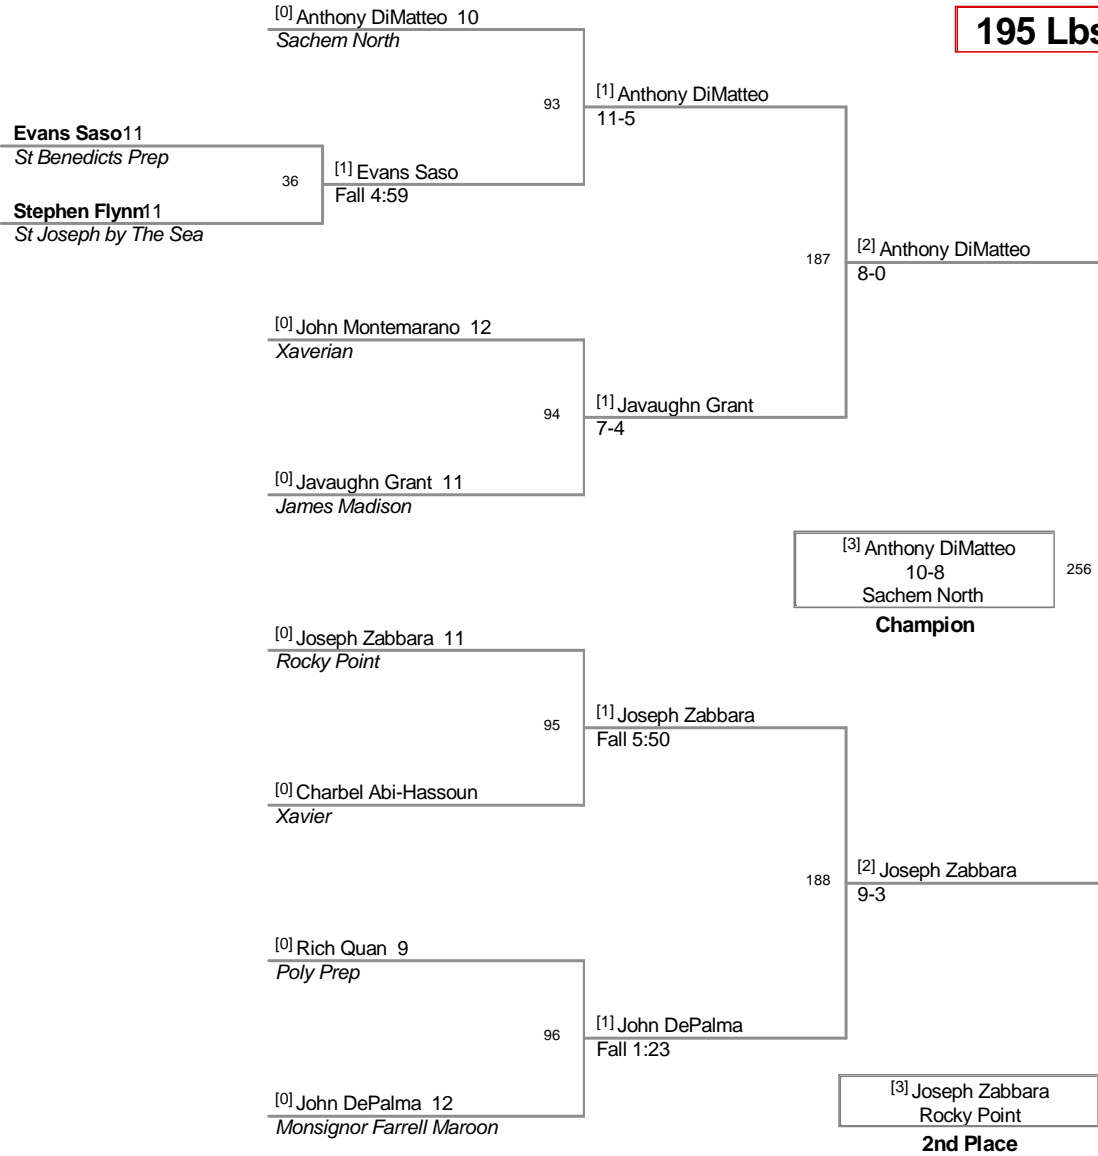 [0] Anthony DiMatteo 10
Sachem North
195 Lbs
93
[1] Anthony DiMatteo
11-5
Evans Saso11
St Benedicts Prep
36
[1] Evans Saso
Fall 4:59
Stephen Flynn11
St Joseph by The Sea
187
[2] Anthony DiMatteo
8-0
[0] John Montemarano 12
Xaverian
94
[1] Javaughn Grant
7-4
[0] Javaughn Grant 11
James Madison
[3] Anthony DiMatteo
10-8
Sachem North
256
Champion
[0] Joseph Zabbara 11
Rocky Point
95
[1] Joseph Zabbara
Fall 5:50
[0] Charbel Abi-Hassoun
Xavier
188
[2] Joseph Zabbara
9-3
[0] Rich Quan 9
Poly Prep
96
[1] John DePalma
Fall 1:23
[0] John DePalma 12
Monsignor Farrell Maroon
[3] Joseph Zabbara
Rocky Point
2nd Place